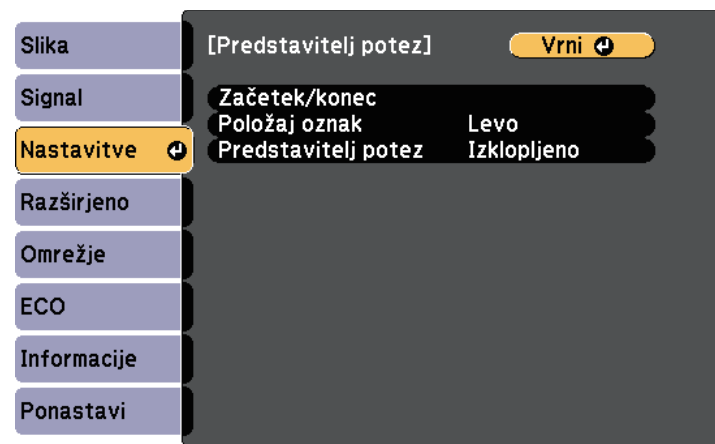 Slika
Signal
Nastavitve
Razširjeno
Omrežje
ECO
Informacije
Ponastavi
[Predstavitelj potez] Vrni
Začetek/konec
Položaj oznak Levo
Predstavitelj potez Izklopljeno